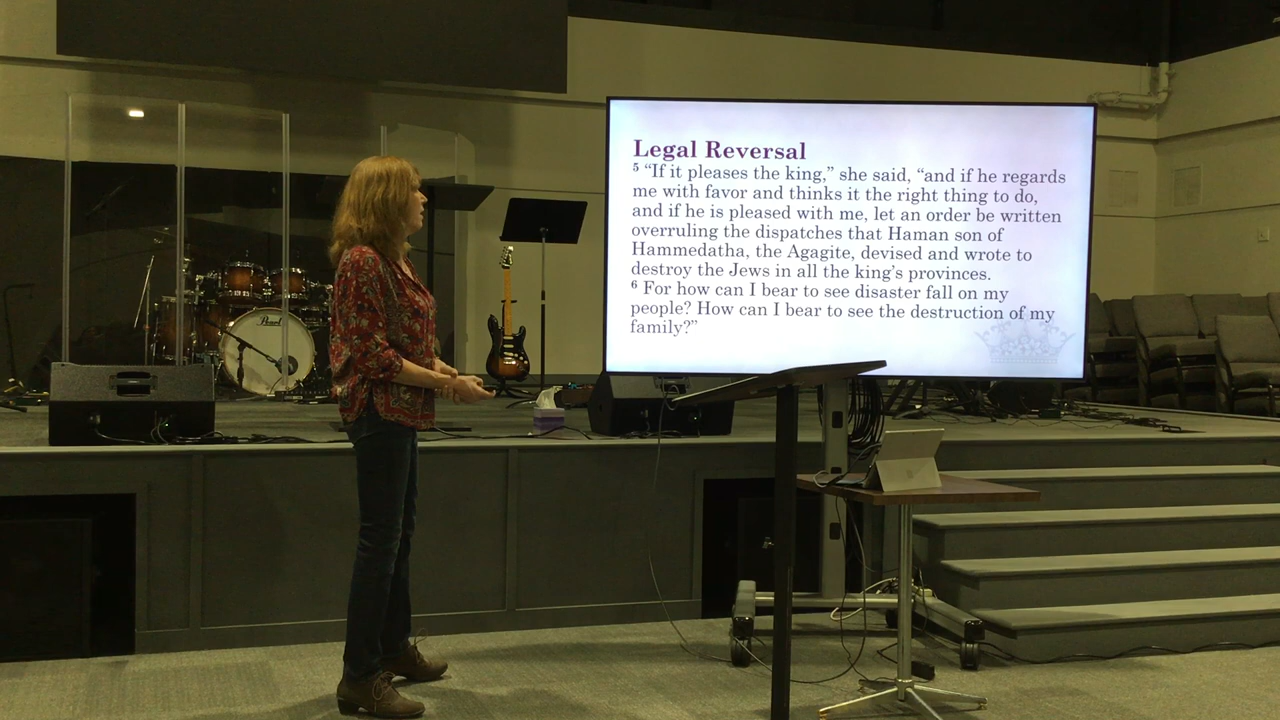 Legal Reversal
5 “If it pleases the king,” she said, “and if he regards
me with favor and thinks it the right thing to do,
and if he is pleased with me, let an order be written
overruling the dispatches that Haman son of
Hammedatha, the Agagite, devised and wrote to
destroy the Jews in all the king’s provinces.
6 For how can I bear to see disaster fall on my
people? How can I bear to see the destruction of my
family?”
Pearl